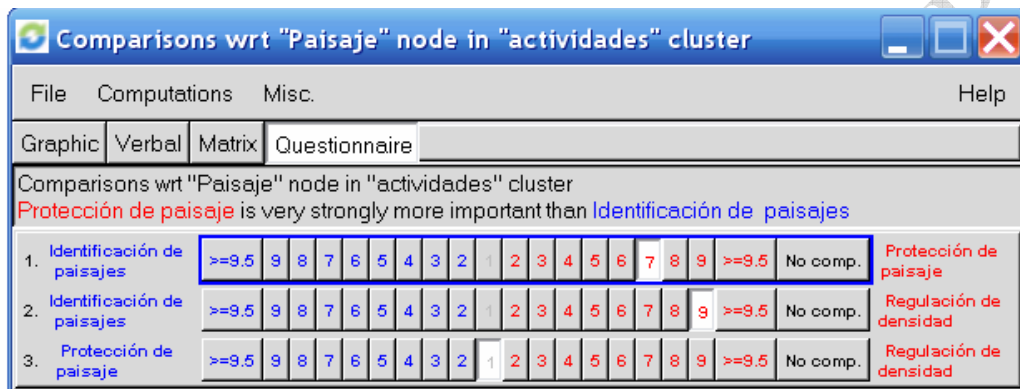 Comparisons wrt "Paisaje" node in "actividades" cluster
File Computations Misc. Help
Graphic Verbal Matrix Questionnaire
Comparisons wrt "Paisaje" node in "actividades" cluster
Protección de paisaje is very strongly more important than Identificación de paisajes
1. Identificación de paisajes >=9.5 9 8 7 6 5 4 3 2 1 2 3 4 5 6 7 8 9 >=9.5 No comp. Protección de paisaje
2. Identificación de paisajes >=9.5 9 8 7 6 5 4 3 2 1 2 3 4 5 6 7 8 9 >=9.5 No comp. Regulación de densidad
3. Protección de paisaje >=9.5 9 8 7 6 5 4 3 2 1 2 3 4 5 6 7 8 9 >=9.5 No comp. Regulación de densidad